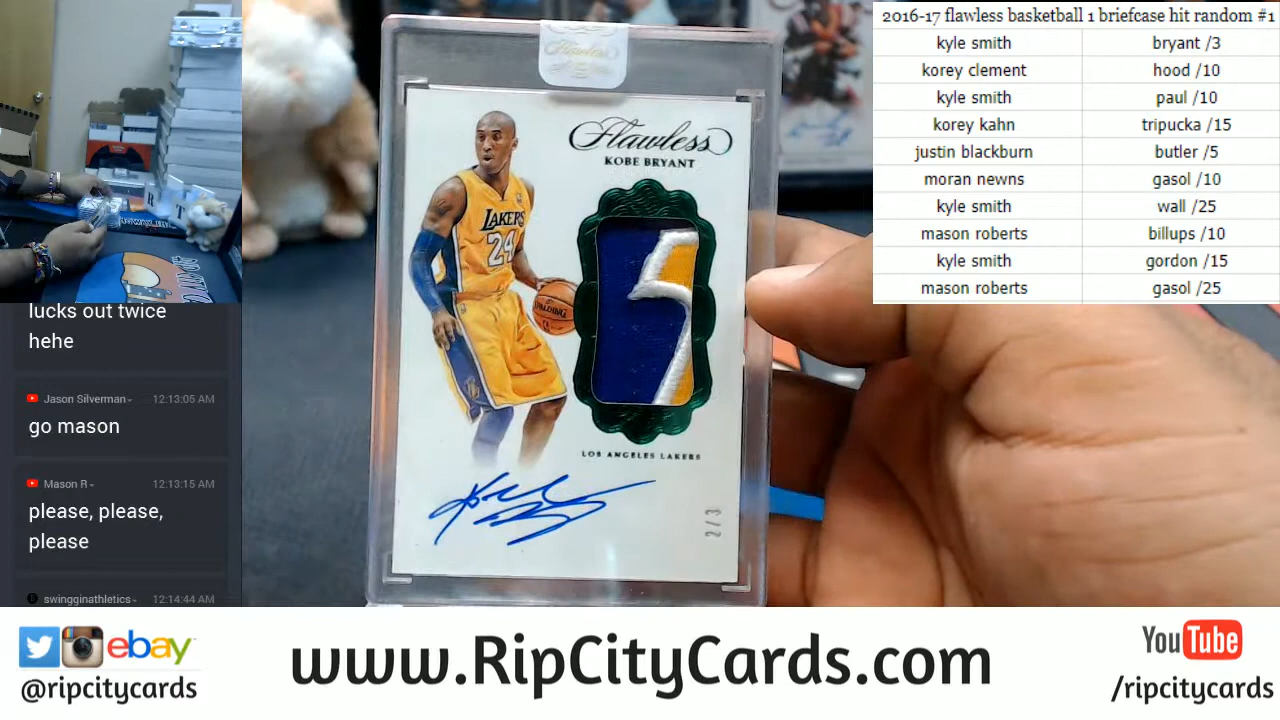 2016-17 flawless basketball 1 briefcase hit random #1
kyle smith bryant /3
korey clement hood /10
kyle smith paul /10
korey kahn tripucka /15
justin blackburn butler /5
moran newns gasol /10
kyle smith wall /25
mason roberts billups /10
kyle smith gordon /15
mason roberts gasol /25
Flawless
Flawless
KOBE BRYANT
LAKERS
24
SPALDING
LOS ANGELES LAKERS
2/3
R T
RIP CITY
lucks out twice
hehe
Jason Silverman 12:13:05 AM
go mason
Mason R 12:13:15 AM
please, please,
please
swingginathletics 12:14:44 AM
ebay
@ripcitycards
www.RipCityCards.com
YouTube
/ripcitycards